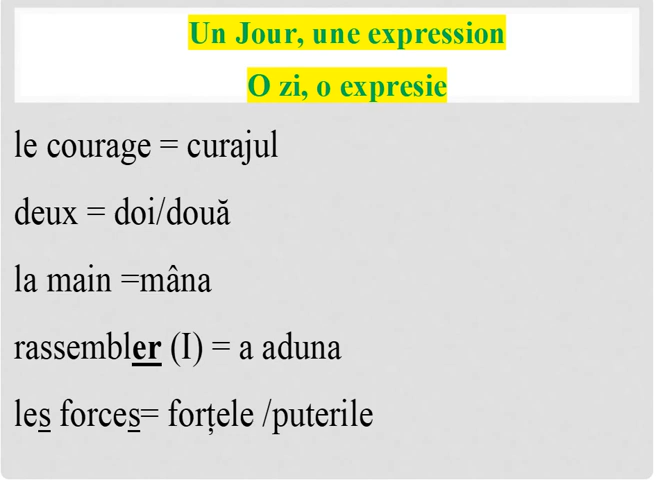 Un Jour, une expression
O zi, o expresie
le courage = curajul
deux = doi/două
la main =mâna
rassembler (I) = a aduna
les forces= forțele /puterile